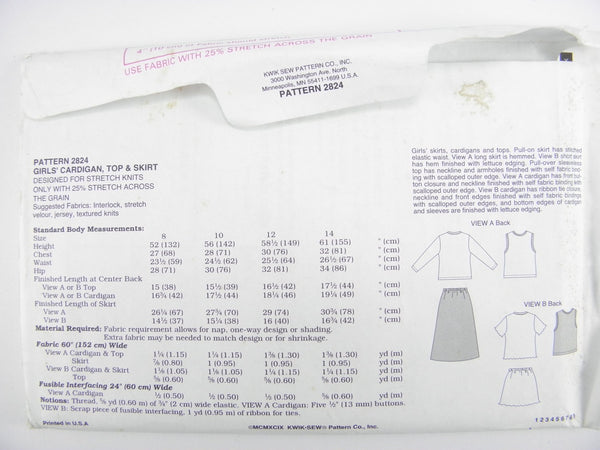 USE FABRIC WITH 25% STRETCH ACROSS THE GRAIN
KWIK SEW PATTERN CO., INC.
3000 Washington Ave. North
Minneapolis, MN 55411-1699 U.S.A.
PATTERN 2824
PATTERN 2824
GIRLS' CARDIGAN, TOP & SKIRT
DESIGNED FOR STRETCH KNITS
ONLY WITH 25% STRETCH ACROSS
THE GRAIN
Suggested Fabrics: Interlock, stretch
velour, jersey, textured knits
Girls' skirts, cardigans and tops. Pull-on skirt has stitched
elastic waist. View A long skirt is hemmed. View B short skirt
has hem finished with lettuce edging. Pull-over sleeveless
top has neckline and armholes finished with self fabric binding
with scalloped outer edge. View A cardigan has front button
closure and neckline finished with self fabric binding with
scalloped outer edge. View B cardigan has ribbon tie closure,
neckline and front edges finished with self fabric bindings
with scalloped outer edges, and bottom edges of cardigan
and sleeves are finished with lettuce edging.
Standard Body Measurements:
Size 8 10 12 14
Height 52 (132) 56 (142) 58½ (149) 61 (155) " (cm)
Chest 27 (68) 28 (71) 30 (76) 32 (81) " (cm)
Waist 23½ (59) 24½ (62) 25½ (64) 26½ (67) " (cm)
Hip 28 (71) 30 (76) 32 (81) 34 (86) " (cm)
Finished Length at Center Back
View A or B Top 15 (38) 15½ (39) 16½ (42) 17½ (44) " (cm)
View A or B Cardigan 16¾ (42) 17½ (44) 18¼ (46) 19¼ (49) " (cm)
Finished Length of Skirt
View A 26¼ (67) 27¾ (70) 29 (74) 30¾ (78) " (cm)
View B 14½ (37) 15¼ (38) 16 (40) 16¾ (42) " (cm)
Material Required: Fabric requirement allows for nap, one-way design or shading.
Extra fabric may be needed to match design or for shrinkage.
Fabric 60" (152 cm) Wide
View A Cardigan & Top 1¼ (1.15) 1¼ (1.15) 1⅜ (1.30) 1⅝ (1.40) yd (m)
Skirt ⅞ (0.80) 1 (0.95) 1 (0.95) 1 (0.95) yd (m)
View B Cardigan & Skirt 1⅛ (1.05) 1⅛ (1.05) 1¼ (1.15) 1¼ (1.15) yd (m)
Top ⅝ (0.60) ⅝ (0.60) ⅝ (0.60) ⅝ (0.60) yd (m)
Fusible Interfacing 24" (60 cm) Wide
View A Cardigan ½ (0.50) ½ (0.50) ½ (0.50) ½ (0.50) yd (m)
Notions: Thread, ⅝ yd (0.60 m) of ¾" (2 cm) wide elastic. VIEW A: Five ½" (13 mm) buttons.
VIEW B: Scrap piece of fusible interfacing, 1 yd (0.95 m) of ribbon for ties.
VIEW A Back
VIEW B Back
Printed in U.S.A
©MCMXCIX KWIK•SEW® Pattern Co., Inc.